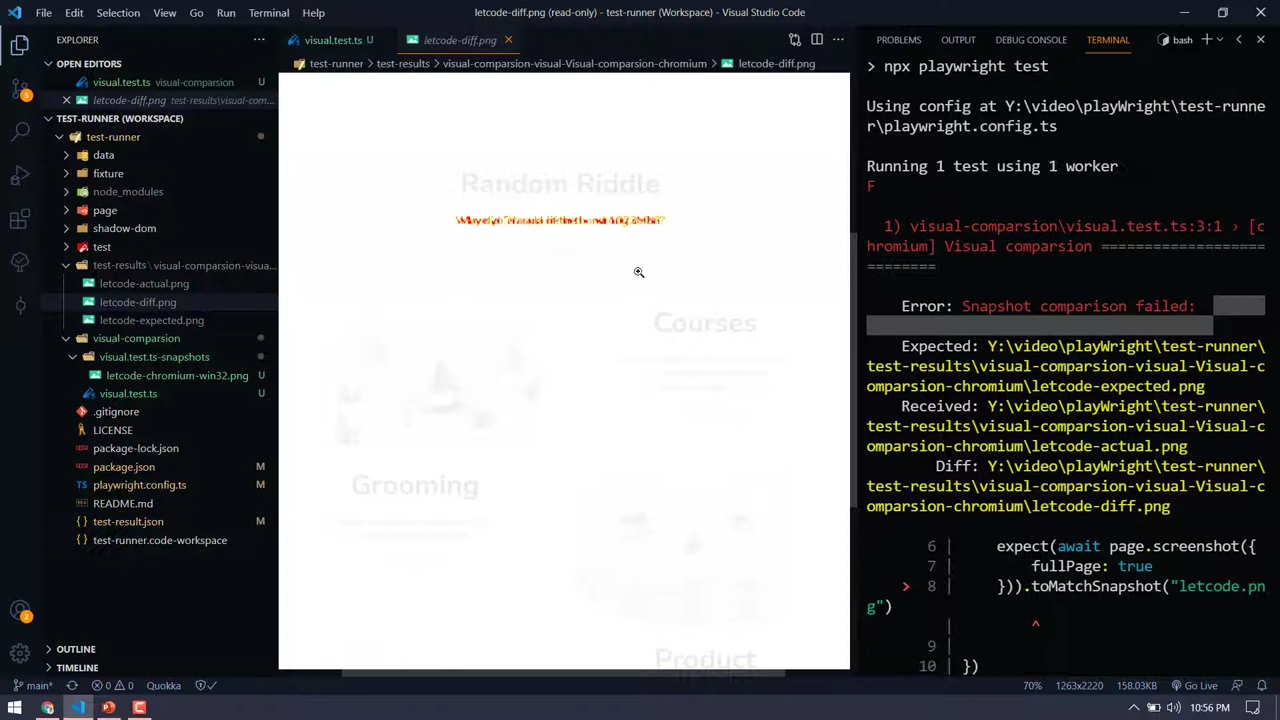 File Edit Selection View Go Run Terminal Help
letcode-diff.png (read-only) - test-runner (Workspace) - Visual Studio Code
EXPLORER
OPEN EDITORS
visual.test.ts visual-comparsion U
letcode-diff.png test-results\visual-com...
TEST-RUNNER (WORKSPACE)
test-runner
data
fixture
node_modules
page
shadow-dom
test
test-results \ visual-comparsion-visua...
letcode-actual.png
letcode-diff.png
letcode-expected.png
visual-comparsion
visual.test.ts-snapshots
letcode-chromium-win32.png U
visual.test.ts U
.gitignore
LICENSE
package-lock.json
package.json M
playwright.config.ts M
README.md
test-result.json M
test-runner.code-workspace
OUTLINE
TIMELINE
5
2
visual.test.ts U
letcode-diff.png
test-runner > test-results > visual-comparsion-visual-Visual-comparsion-chromium > letcode-diff.png
Random Riddle
Courses
Grooming
Product
PROBLEMS OUTPUT DEBUG CONSOLE TERMINAL bash
> npx playwright test
Using config at Y:\video\playWright\test-runne
r\playwright.config.ts
Running 1 test using 1 worker
F
1) visual-comparsion\visual.test.ts:3:1 › [c
hromium] Visual comparsion ====================
========
Error: Snapshot comparison failed:
Expected: Y:\video\playWright\test-runner\
test-results\visual-comparsion-visual-Visual-c
omparsion-chromium\letcode-expected.png
Received: Y:\video\playWright\test-runner\
test-results\visual-comparsion-visual-Visual-c
omparsion-chromium\letcode-actual.png
Diff: Y:\video\playWright\test-runner\
test-results\visual-comparsion-visual-Visual-c
omparsion-chromium\letcode-diff.png
6 | expect(await page.screenshot({
7 | fullPage: true
> 8 | })).toMatchSnapshot("letcode.pn
g")
| ^
9 |
10 | })
main* 0 0 Quokka
70% 1263x2220 158.03KB Go Live
10:56 PM